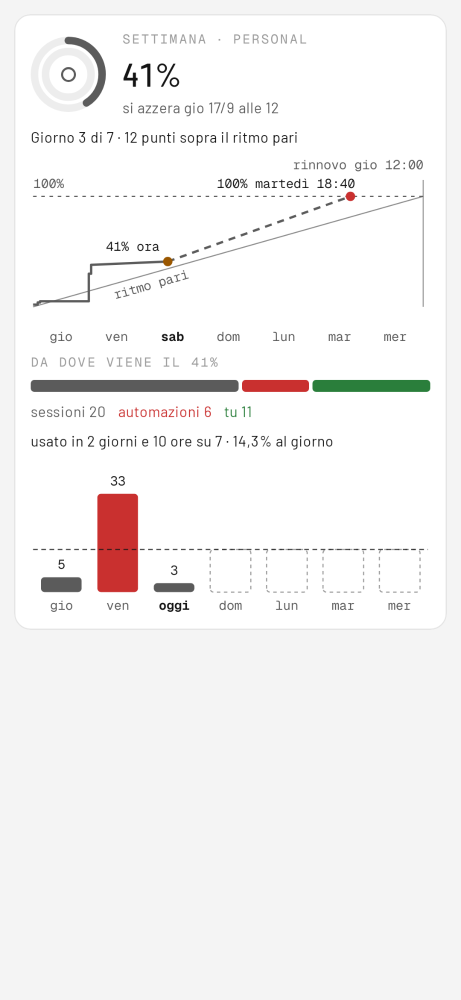 SETTIMANA · PERSONAL
41%
si azzera gio 17/9 alle 12
Giorno 3 di 7 · 12 punti sopra il ritmo pari
rinnovo gio 12:00
100%
100% martedì 18:40
41% ora
ritmo pari
gio ven sab dom lun mar mer
DA DOVE VIENE IL 41%
sessioni 20 automazioni 6 tu 11
usato in 2 giorni e 10 ore su 7 · 14,3% al giorno
33
5
3
gio ven oggi dom lun mar mer